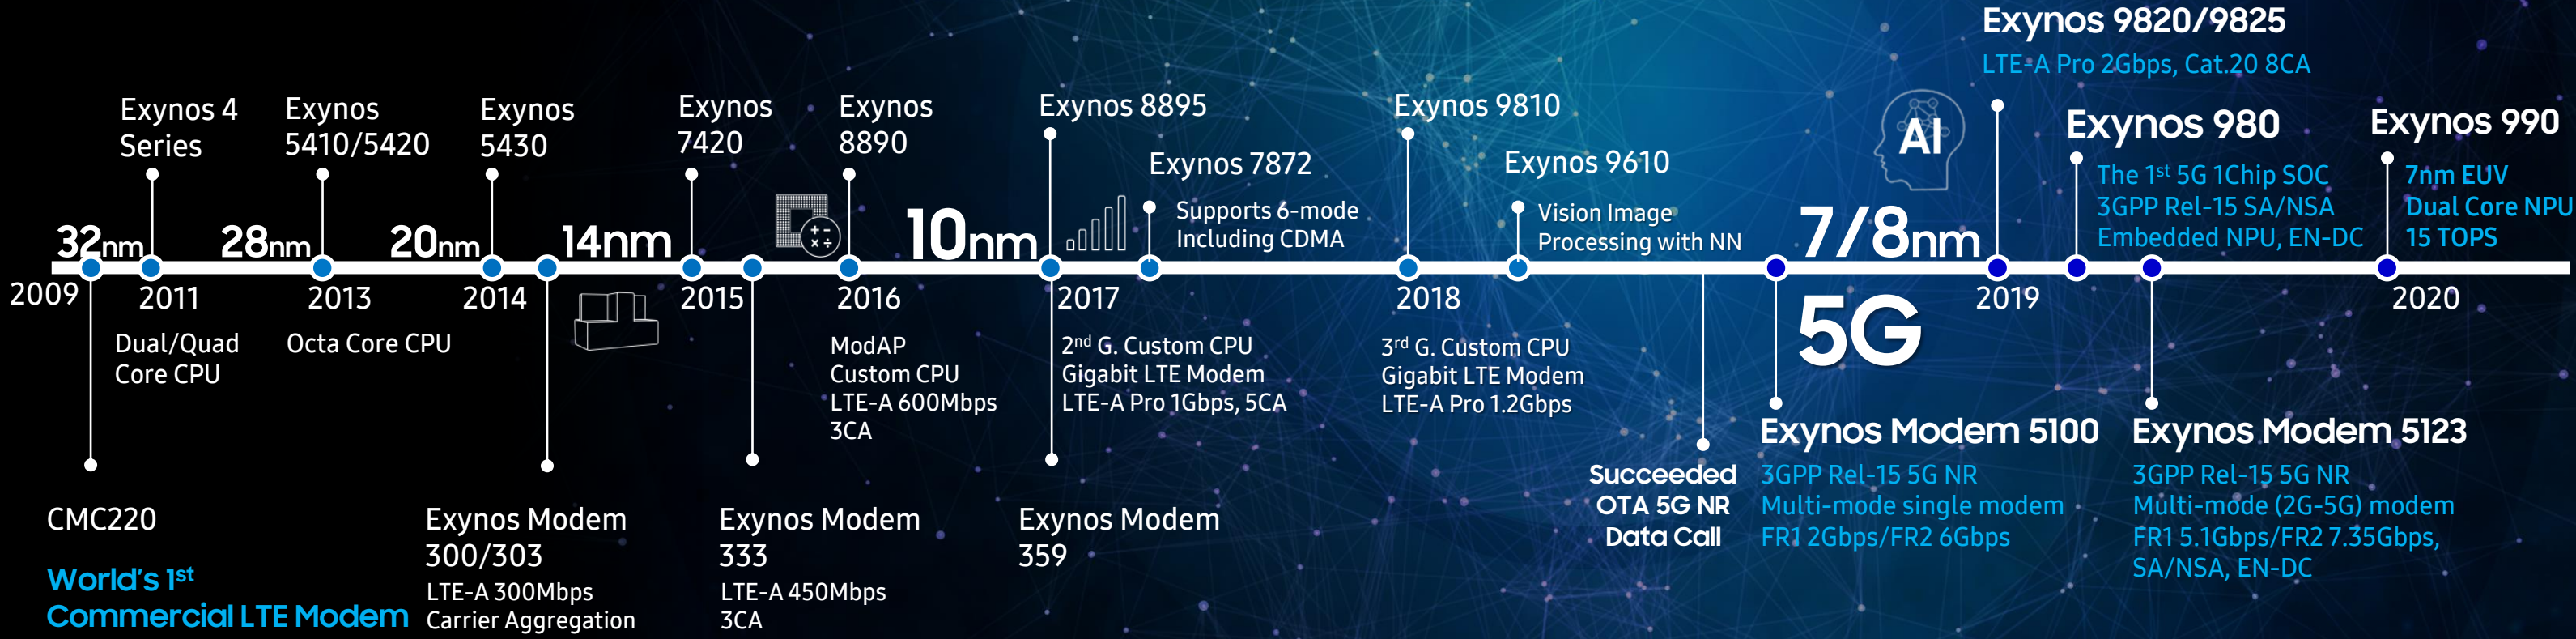 Exynos 9820/9825
LTE-A Pro 2Gbps, Cat.20 8CA
Exynos 4
Series
Exynos
5410/5420
Exynos
5430
Exynos
7420
Exynos
8890
Exynos 8895
Exynos 7872
Supports 6-mode
Including CDMA
Exynos 9810
Exynos 9610
Vision Image
Processing with NN
AI
Exynos 980
The 1st 5G 1Chip SOC
3GPP Rel-15 SA/NSA
Embedded NPU, EN-DC
Exynos 990
7nm EUV
Dual Core NPU
15 TOPS
32nm
28nm
20nm
14nm
+ -
× ÷
10nm
7/8nm
2009
2011
2013
2014
2015
2016
2017
2018
5G
2019
2020
Dual/Quad
Core CPU
Octa Core CPU
ModAP
Custom CPU
LTE-A 600Mbps
3CA
2nd G. Custom CPU
Gigabit LTE Modem
LTE-A Pro 1Gbps, 5CA
3rd G. Custom CPU
Gigabit LTE Modem
LTE-A Pro 1.2Gbps
CMC220
World's 1st
Commercial LTE Modem
Exynos Modem
300/303
LTE-A 300Mbps
Carrier Aggregation
Exynos Modem
333
LTE-A 450Mbps
3CA
Exynos Modem
359
Succeeded
OTA 5G NR
Data Call
Exynos Modem 5100
3GPP Rel-15 5G NR
Multi-mode single modem
FR1 2Gbps/FR2 6Gbps
Exynos Modem 5123
3GPP Rel-15 5G NR
Multi-mode (2G-5G) modem
FR1 5.1Gbps/FR2 7.35Gbps,
SA/NSA, EN-DC